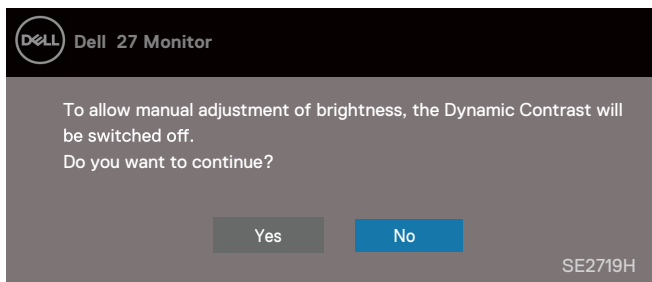 DELL Dell 27 Monitor
To allow manual adjustment of brightness, the Dynamic Contrast will
be switched off.
Do you want to continue?
Yes No
SE2719H